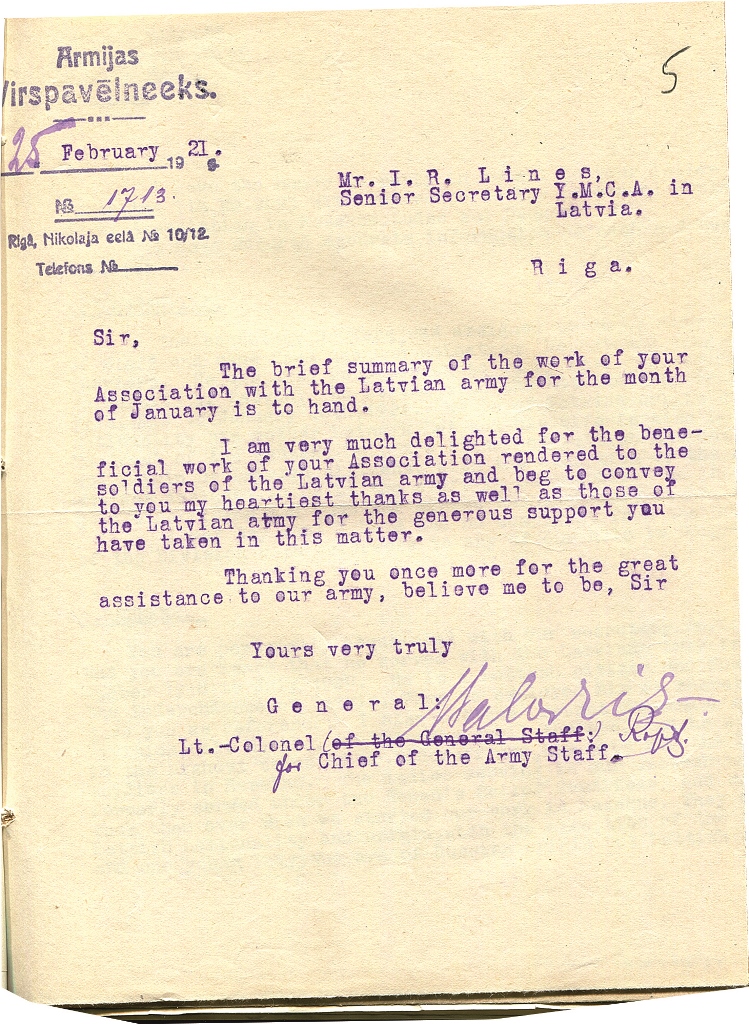 5
Armijas
Virspavēlneeks.
25 February 1921.
№ 1713.
Rīgā, Nikolaja eelā № 10/12
Telefons №
Mr. I. R. Lines,
Senior Secretary Y.M.C.A. in
Latvia.
Riga.
Sir,
The brief summary of the work of your
Association with the Latvian army for the month
of January is to hand.
I am very much delighted for the bene-
ficial work of your Association rendered to the
soldiers of the Latvian army and beg to convey
to you my heartiest thanks as well as those of
the Latvian atmy for the generous support you
have taken in this matter.
Thanking you once more for the great
assistance to our army, believe me to be, Sir
Yours very truly
General:
Lt.-Colonel (of the General Staff:)
for Chief of the Army Staff.